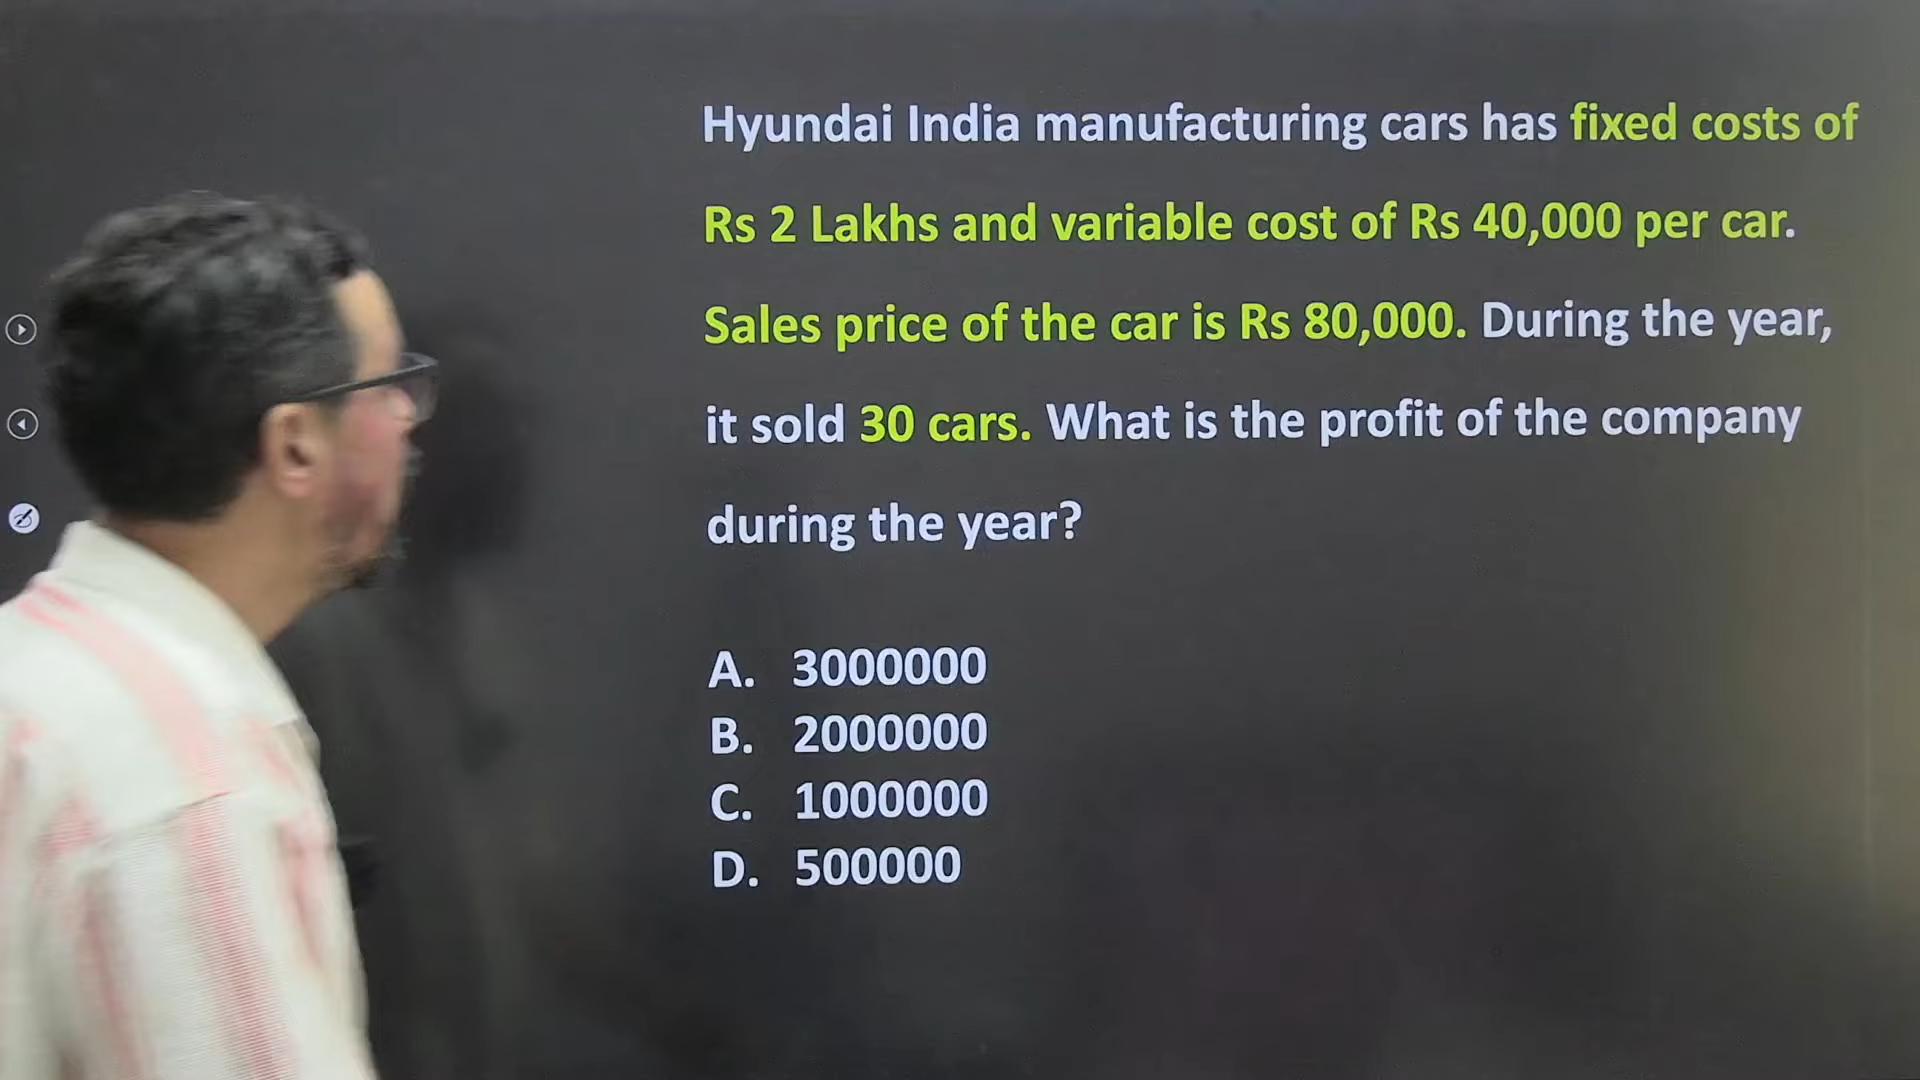 Hyundai India manufacturing cars has fixed costs of
Rs 2 Lakhs and variable cost of Rs 40,000 per car.
Sales price of the car is Rs 80,000. During the year,
it sold 30 cars. What is the profit of the company
during the year?
A. 3000000
B. 2000000
C. 1000000
D. 500000